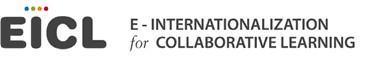 EICL
E - INTERNATIONALIZATION
for COLLABORATIVE LEARNING